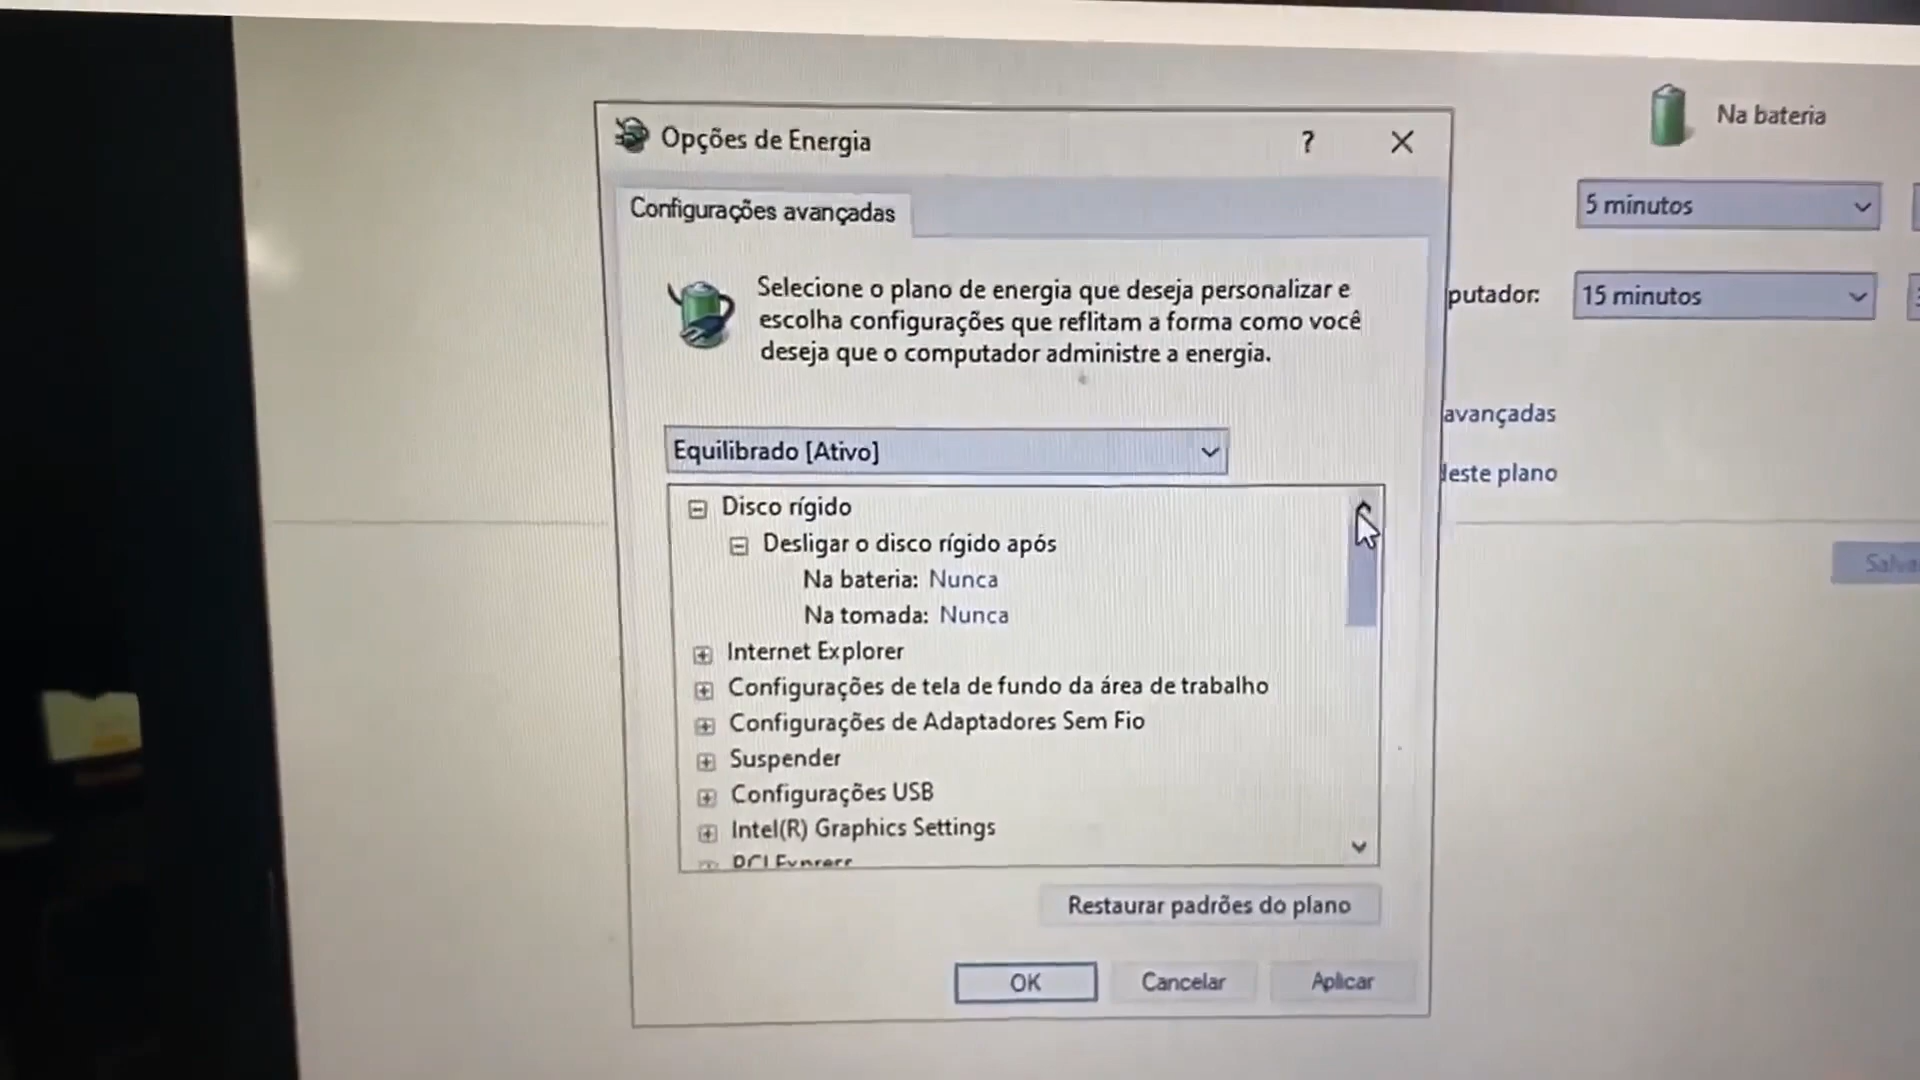 Opções de Energia
?
Na bateria
Configurações avançadas
5 minutos
Selecione o plano de energia que deseja personalizar e
escolha configurações que reflitam a forma como você
deseja que o computador administre a energia.
putador:
15 minutos
avançadas
Equilibrado [Ativo]
deste plano
Disco rígido
Desligar o disco rígido após
Na bateria: Nunca
Na tomada: Nunca
Salva
Internet Explorer
Configurações de tela de fundo da área de trabalho
Configurações de Adaptadores Sem Fio
Suspender
Configurações USB
Intel(R) Graphics Settings
PCI Express
Restaurar padrões do plano
OK
Cancelar
Aplicar